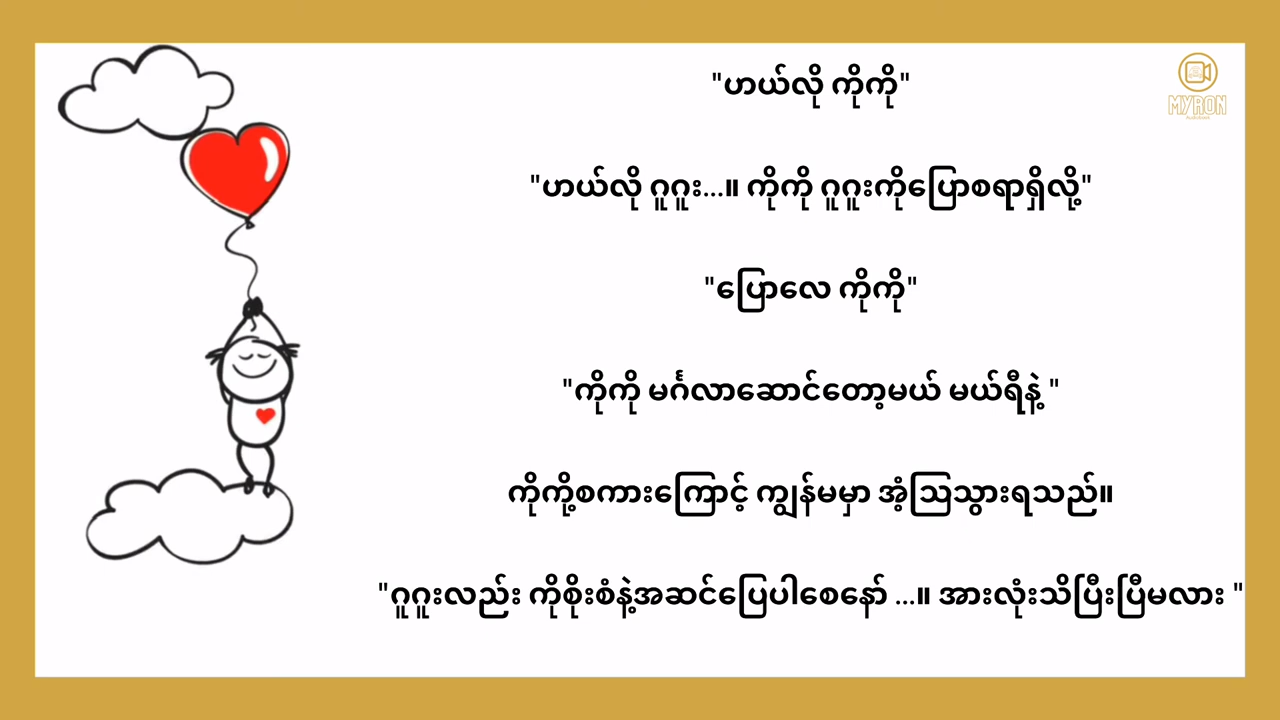 "ဟယ်လို ကိုကို"
MYRON
"ဟယ်လို ဂူဂူး...။ ကိုကို ဂူဂူးကိုပြောစရာရှိလို့"
"ပြောလေ ကိုကို"
"ကိုကို မင်္ဂလာဆောင်တော့မယ် မယ်ရီနဲ့ "
ကိုကို့စကားကြောင့် ကျွန်မမှာ အံ့ဩသွားရသည်။
"ဂူဂူးလည်း ကိုစိုးစံနဲ့အဆင်ပြေပါစေနော် ...။ အားလုံးသိပြီးပြီမလား "